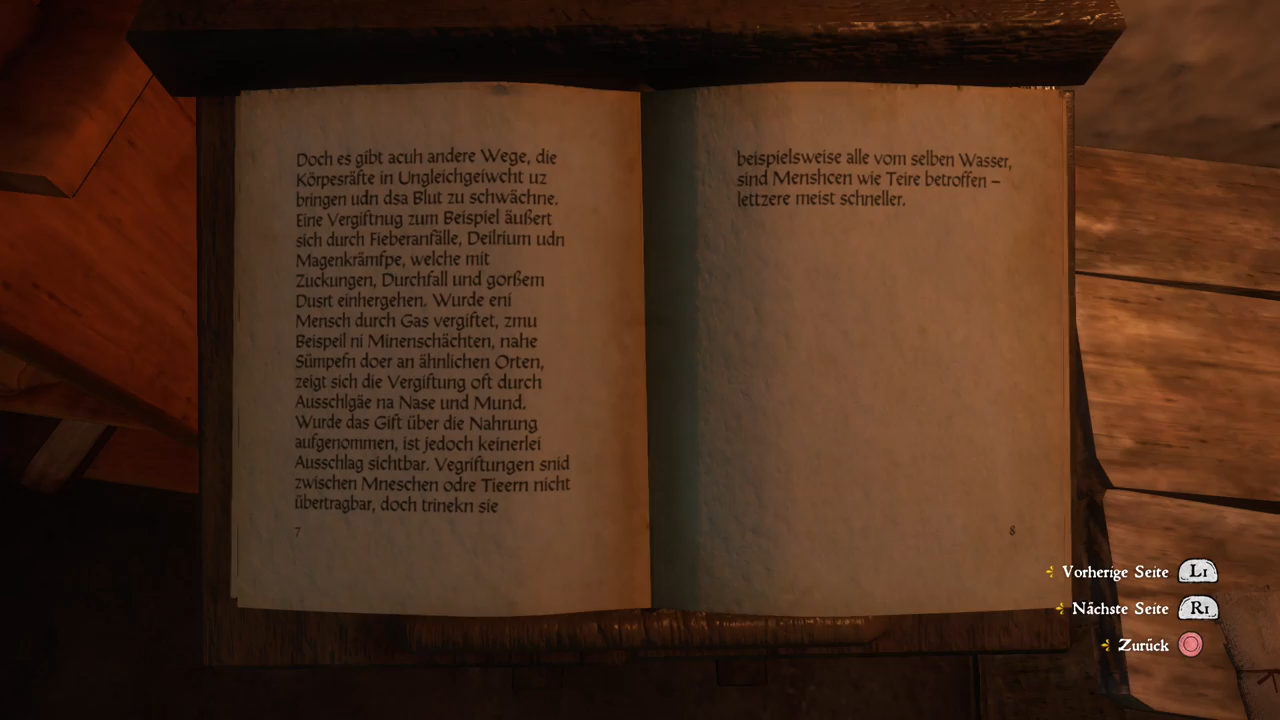 Doch es gibt acuh andere Wege, die
Körpesräfte in Ungleichgeiwcht uz
bringen udn dsa Blut zu schwächne.
Eine Vergiftnug zum Beispiel äußert
sich durch Fieberanfälle, Deilrium udn
Magenkrämfpe, welche mit
Zuckungen, Durchfall und gorßem
Dusrt einhergehen. Wurde eni
Mensch durch Gas vergiftet, zmu
Beispeil ni Minenschächten, nahe
Sümpefn doer an ähnlichen Orten,
zeigt sich die Vergiftung oft durch
Ausschlgäe na Nase und Mund.
Wurde das Gift über die Nahrung
aufgenommen, ist jedoch keinerlei
Ausschlag sichtbar. Vegriftungen snid
zwischen Mneschen odre Tieern nicht
übertragbar, doch trinekn sie
7
beispielsweise alle vom selben Wasser,
sind Menshcen wie Teire betroffen –
lettzere meist schneller.
8
Vorherige Seite L1
Nächste Seite R1
Zurück